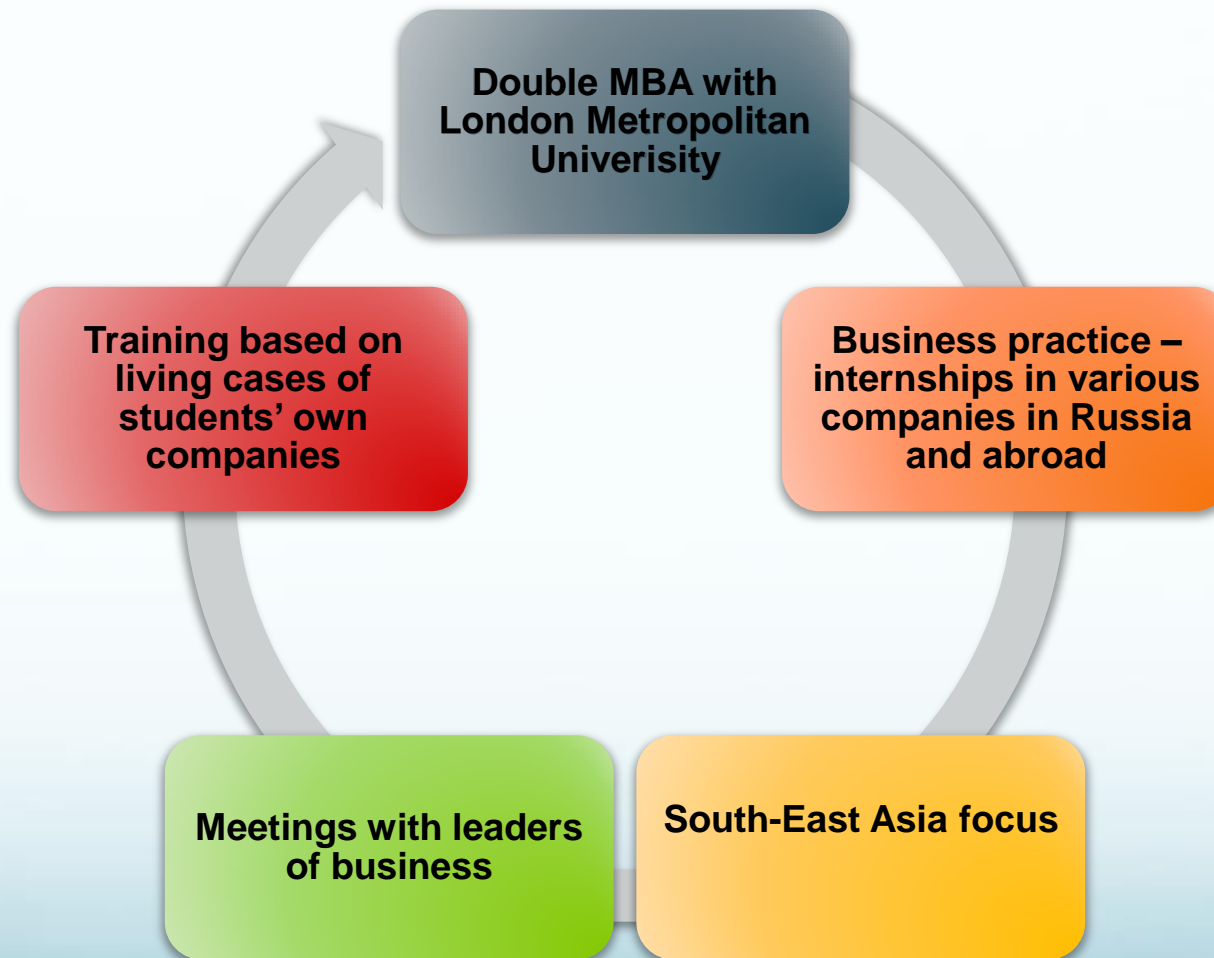 Double MBA with
London Metropolitan
Univerisity
Business practice –
internships in various
companies in Russia
and abroad
South-East Asia focus
Meetings with leaders
of business
Training based on
living cases of
students’ own
companies